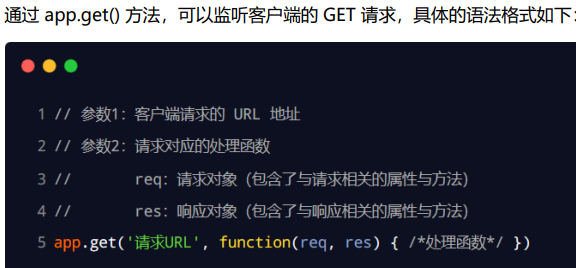 通过 app.get() 方法，可以监听客户端的 GET 请求，具体的语法格式如下：
1 // 参数1：客户端请求的 URL 地址
2 // 参数2：请求对应的处理函数
3 //       req：请求对象（包含了与请求相关的属性与方法）
4 //       res：响应对象（包含了与响应相关的属性与方法）
5 app.get('请求URL', function(req, res) { /*处理函数*/ })